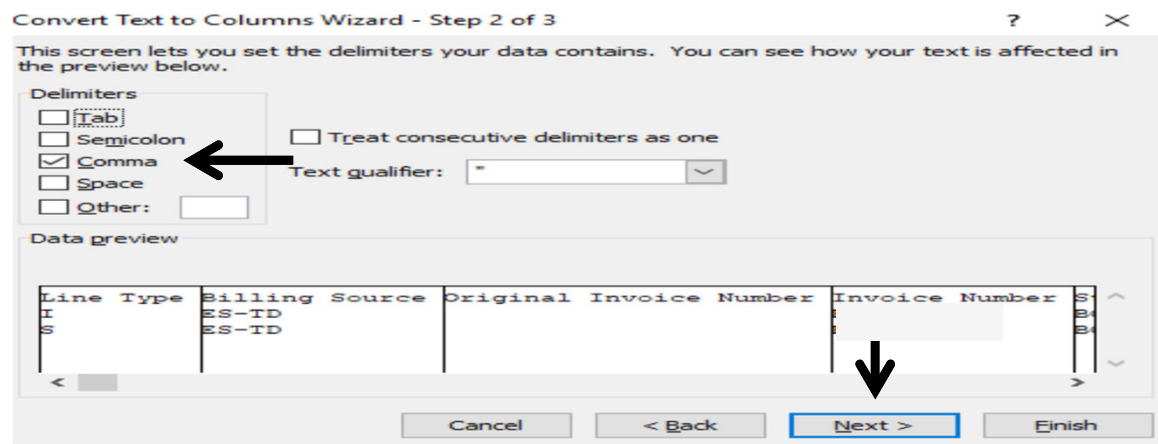 Convert Text to Columns Wizard - Step 2 of 3 ? ×
This screen lets you set the delimiters your data contains. You can see how your text is affected in
the preview below.
Delimiters
Tab
Semicolon
Comma
Space
Other:
Treat consecutive delimiters as one
Text qualifier: "
Data preview
Line Type Billing Source Original Invoice Number Invoice Number
I ES-TD
S ES-TD
Cancel < Back Next > Finish